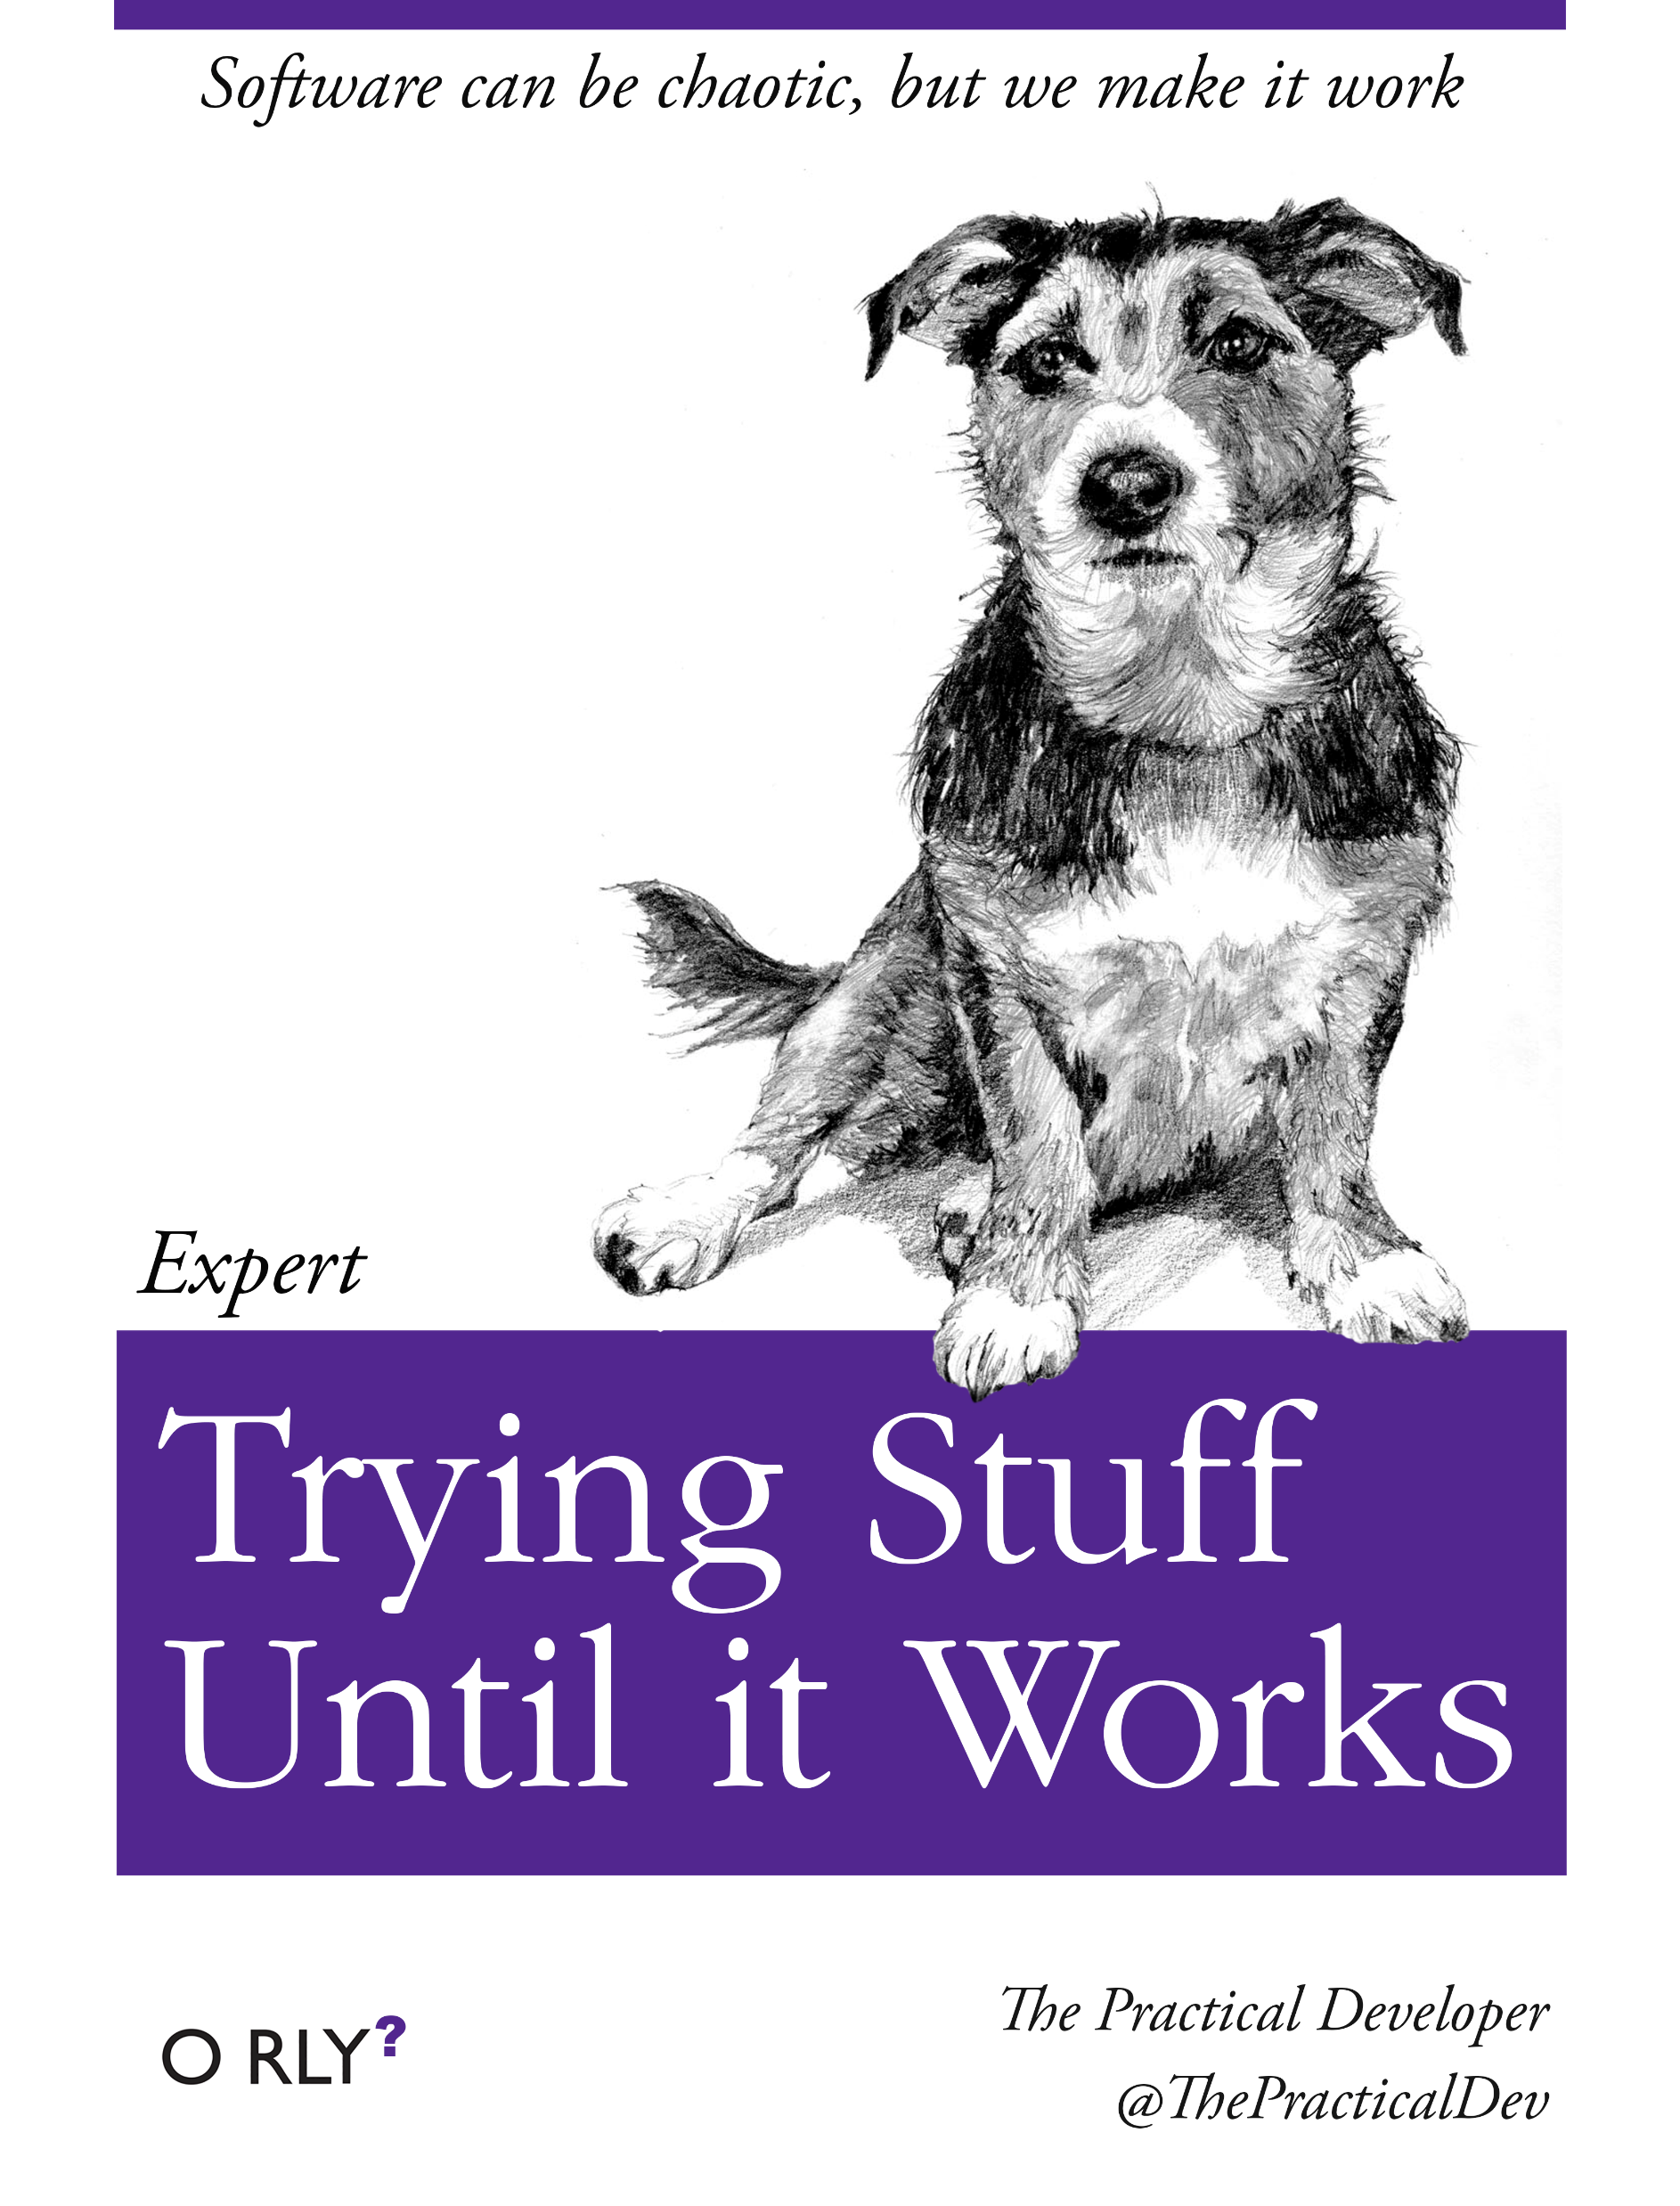 Software can be chaotic, but we make it work
Expert
Trying Stuff
Until it Works
O RLY?
The Practical Developer
@ThePracticalDev